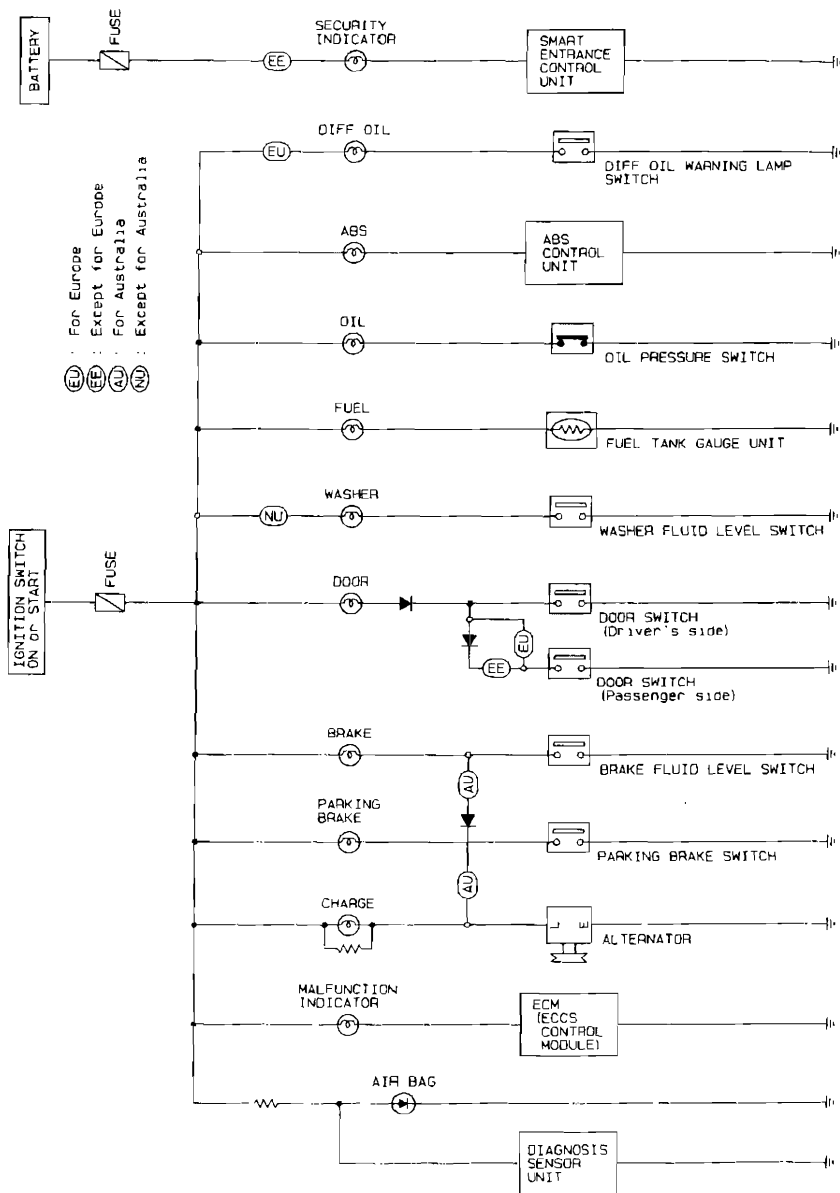 BATTERY
FUSE
EE
SECURITY
INDICATOR
SMART
ENTRANCE
CONTROL
UNIT
EU : For Europe
EE : Except for Europe
AU : For Australia
NU : Except for Australia
EU
DIFF OIL
DIFF OIL WARNING LAMP
SWITCH
ABS
ABS
CONTROL
UNIT
OIL
OIL PRESSURE SWITCH
FUEL
FUEL TANK GAUGE UNIT
NU
WASHER
WASHER FLUID LEVEL SWITCH
IGNITION SWITCH
ON or START
FUSE
DOOR
DOOR SWITCH
(Driver's side)
EU
EE
DOOR SWITCH
(Passenger side)
BRAKE
BRAKE FLUID LEVEL SWITCH
AU
PARKING
BRAKE
PARKING BRAKE SWITCH
AU
CHARGE
L E
ALTERNATOR
MALFUNCTION
INDICATOR
ECM
(ECCS
CONTROL
MODULE)
AIR BAG
DIAGNOSIS
SENSOR
UNIT